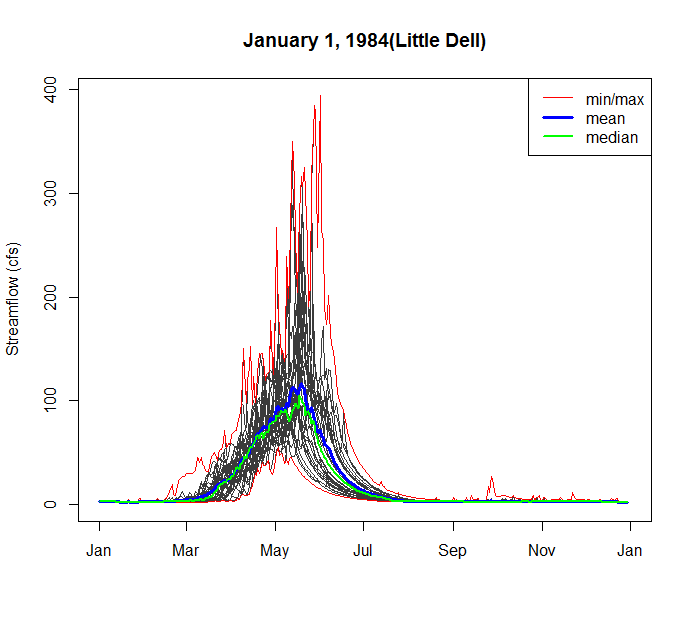 January 1, 1984(Little Dell)
min/max
mean
median
Streamflow (cfs)
400
300
200
100
0
Jan Mar May Jul Sep Nov Jan